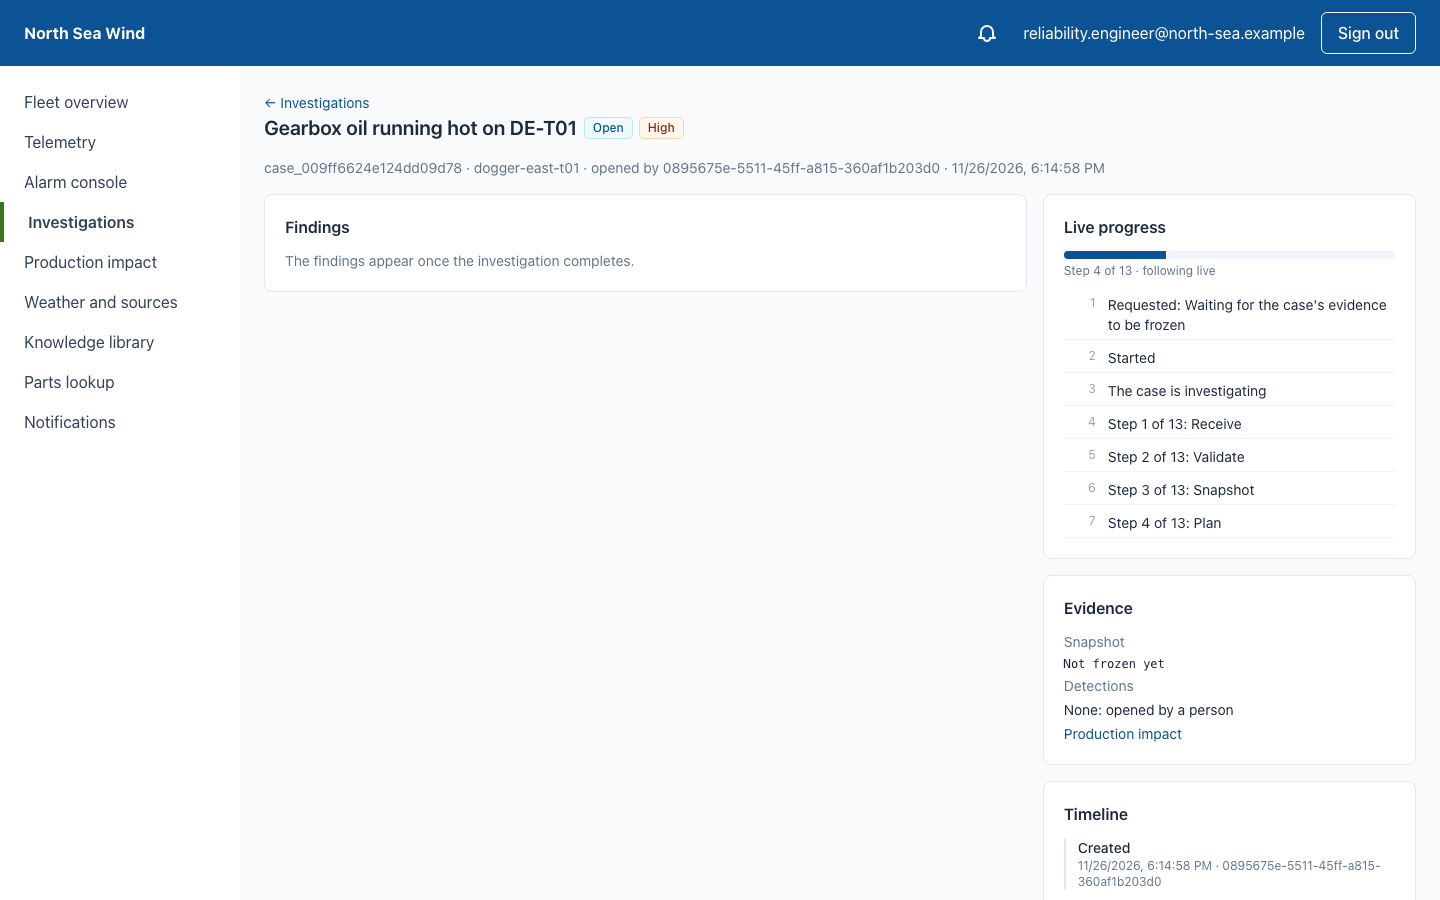 North Sea Wind
reliability.engineer@north-sea.example
Sign out
Fleet overview
Telemetry
Alarm console
Investigations
Production impact
Weather and sources
Knowledge library
Parts lookup
Notifications
← Investigations
Gearbox oil running hot on DE-T01 Open High
case_009ff6624e124dd09d78 · dogger-east-t01 · opened by 0895675e-5511-45ff-a815-360af1b203d0 · 11/26/2026, 6:14:58 PM
Findings
The findings appear once the investigation completes.
Live progress
Step 4 of 13 · following live
1 Requested: Waiting for the case's evidence
to be frozen
2 Started
3 The case is investigating
4 Step 1 of 13: Receive
5 Step 2 of 13: Validate
6 Step 3 of 13: Snapshot
7 Step 4 of 13: Plan
Evidence
Snapshot
Not frozen yet
Detections
None: opened by a person
Production impact
Timeline
Created
11/26/2026, 6:14:58 PM · 0895675e-5511-45ff-a815-
360af1b203d0